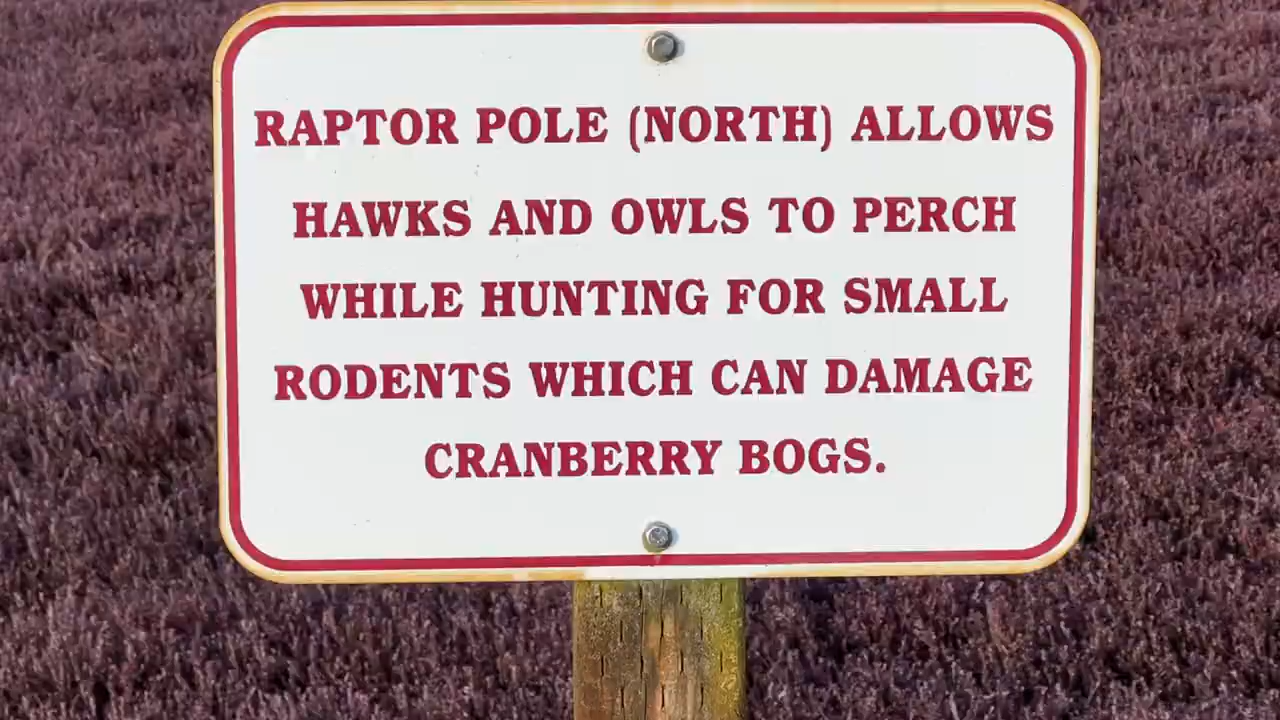 RAPTOR POLE (NORTH) ALLOWS
HAWKS AND OWLS TO PERCH
WHILE HUNTING FOR SMALL
RODENTS WHICH CAN DAMAGE
CRANBERRY BOGS.